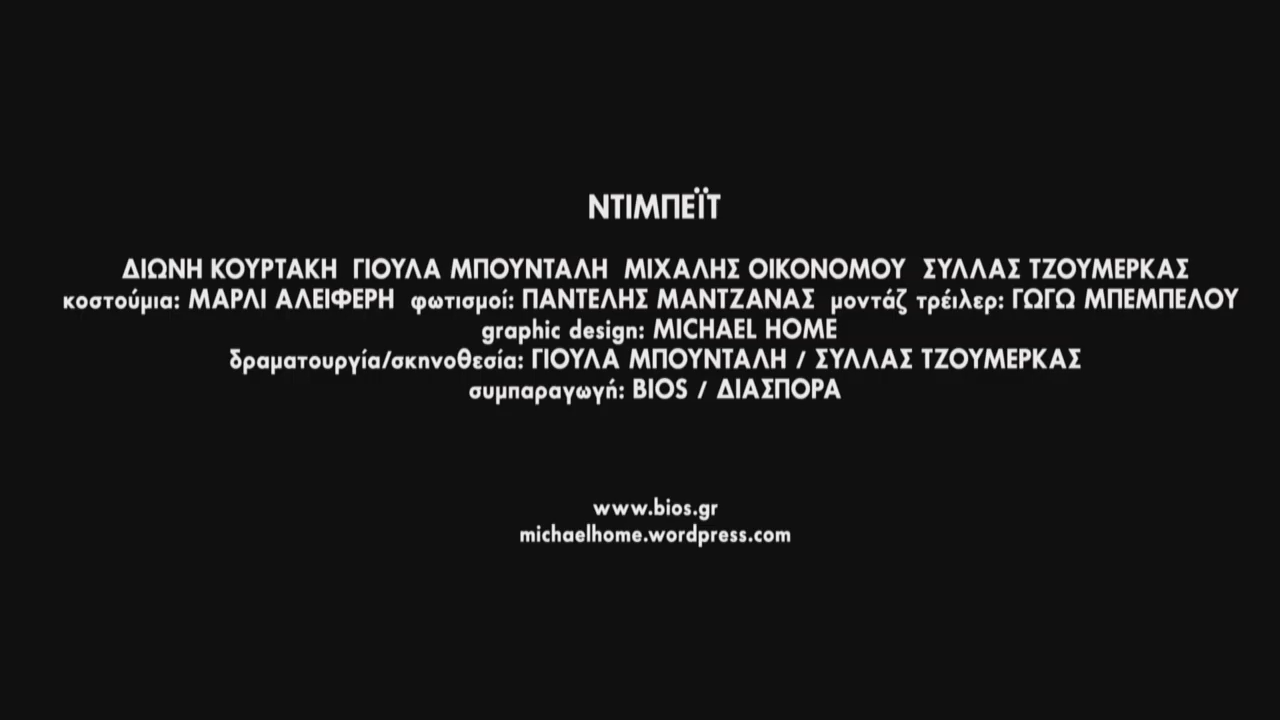 ΝΤΙΜΠΕΪΤ
ΔΙΩΝΗ ΚΟΥΡΤΑΚΗ ΓΙΟΥΛΑ ΜΠΟΥΝΤΑΛΗ ΜΙΧΑΛΗΣ ΟΙΚΟΝΟΜΟΥ ΣΥΛΛΑΣ ΤΖΟΥΜΕΡΚΑΣ
κοστούμια: ΜΑΡΛΙ ΑΛΕΙΦΕΡΗ φωτισμοί: ΠΑΝΤΕΛΗΣ ΜΑΝΤΖΑΝΑΣ μοντάζ τρέιλερ: ΓΩΓΩ ΜΠΕΜΠΕΛΟΥ
graphic design: MICHAEL HOME
δραματουργία/σκηνοθεσία: ΓΙΟΥΛΑ ΜΠΟΥΝΤΑΛΗ / ΣΥΛΛΑΣ ΤΖΟΥΜΕΡΚΑΣ
συμπαραγωγή: BIOS / ΔΙΑΣΠΟΡΑ
www.bios.gr
michaelhome.wordpress.com